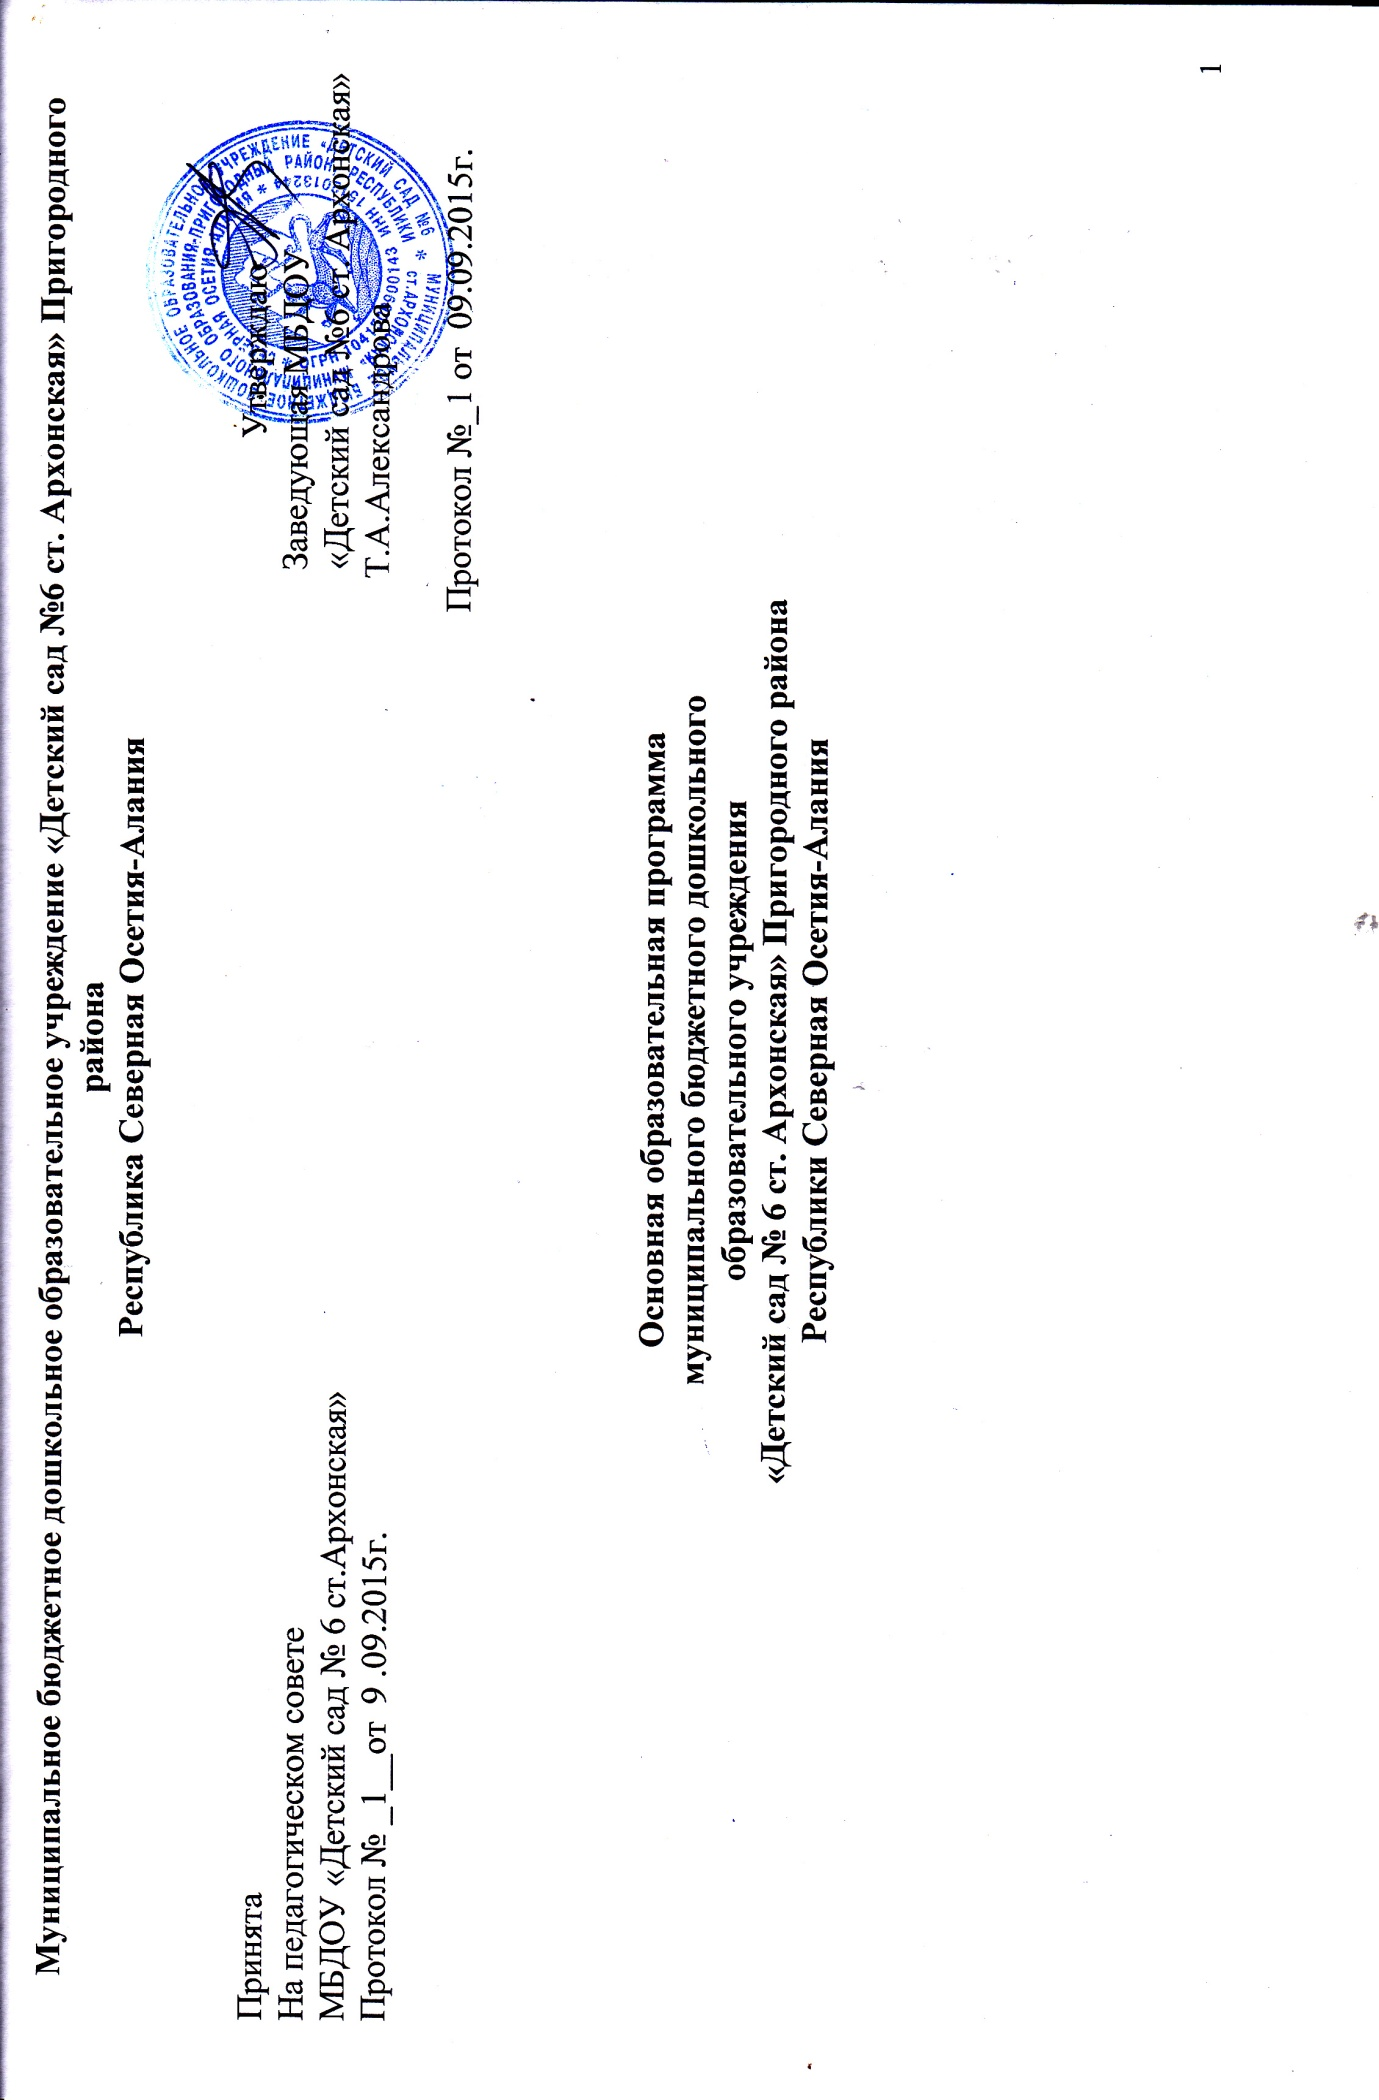 Муниципальное бюджетное дошкольное образовательное учреждение «Детский сад №6 ст. Архонская» Пригородного
района
Республика Северная Осетия-Алания
Принята
На педагогическом совете
МБДОУ «Детский сад № 6 ст.Архонская»
Протокол № _1__от 9 .09.2015г.
Утверждаю
Заведующая МБДОУ
«Детский сад №6 ст. Архонская»
Т.А.Александрова
Протокол №_1 от 09.09.2015г.
Основная образовательная программа
муниципального бюджетного дошкольного
образовательного учреждения
«Детский сад № 6 ст. Архонская» Пригородного района
Республики Северная Осетия-Алания
1